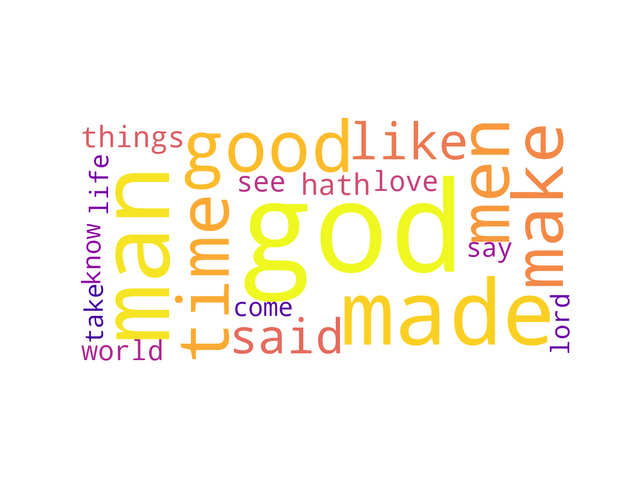 things
good
like
men
make
life
man
time
see
hath
love
god
know
say
take
come
made
lord
said
world